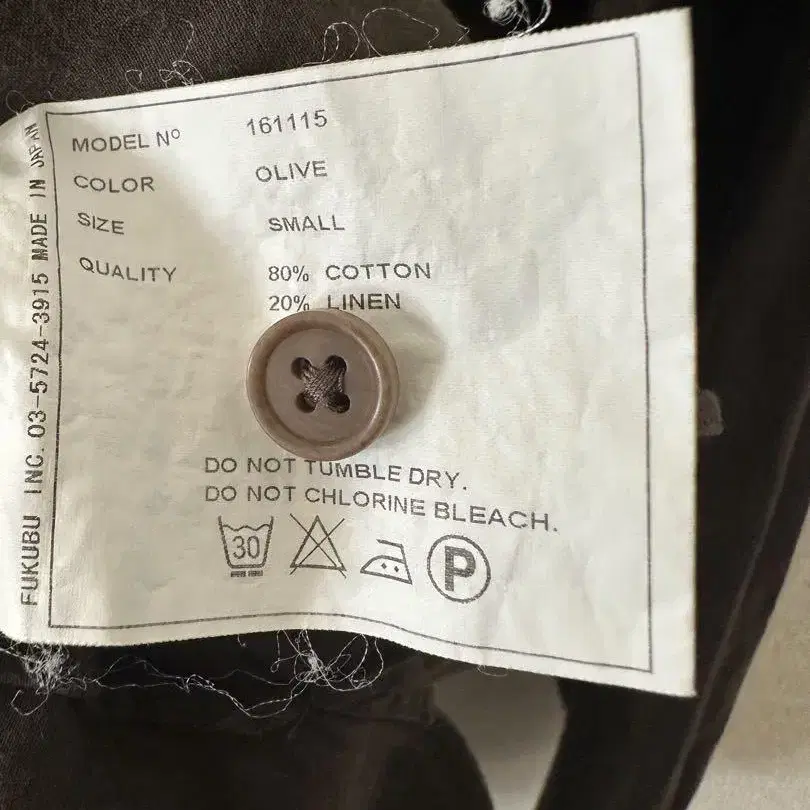 MODEL Nº 161115
COLOR OLIVE
SIZE SMALL
QUALITY 80% COTTON
20% LINEN
DO NOT TUMBLE DRY.
DO NOT CHLORINE BLEACH.
30
P
FUKUBU INC. 03-5724-3915 MADE IN JAPAN